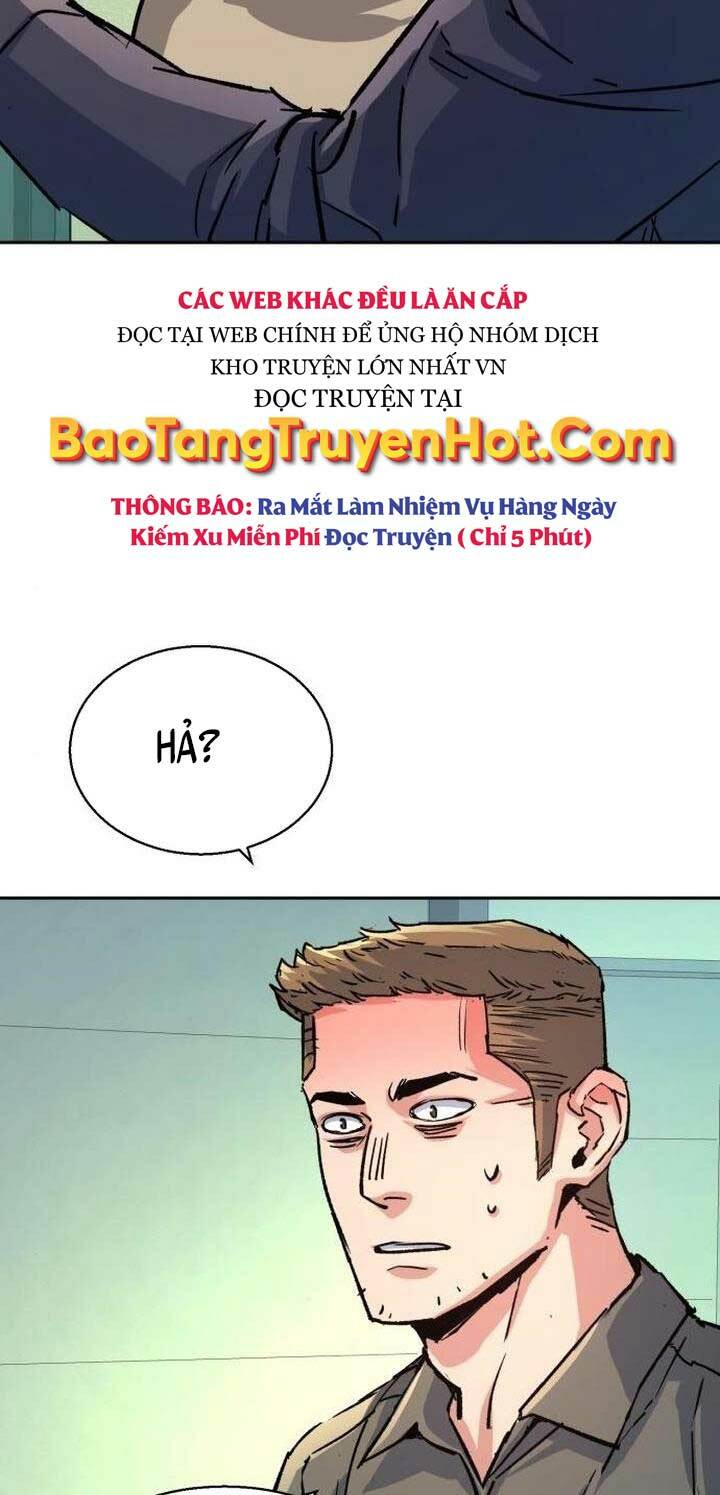 CÁC WEB KHÁC ĐỀU LÀ ĂN CẮP
ĐỌC TẠI WEB CHÍNH ĐỂ ỦNG HỘ NHÓM DỊCH
KHO TRUYỆN LỚN NHẤT VN
ĐỌC TRUYỆN TẠI
BaoTangTruyenHot.Com
THÔNG BÁO: Ra Mắt Làm Nhiệm Vụ Hàng Ngày
Kiếm Xu Miễn Phí Đọc Truyện ( Chỉ 5 Phút)
HẢ?